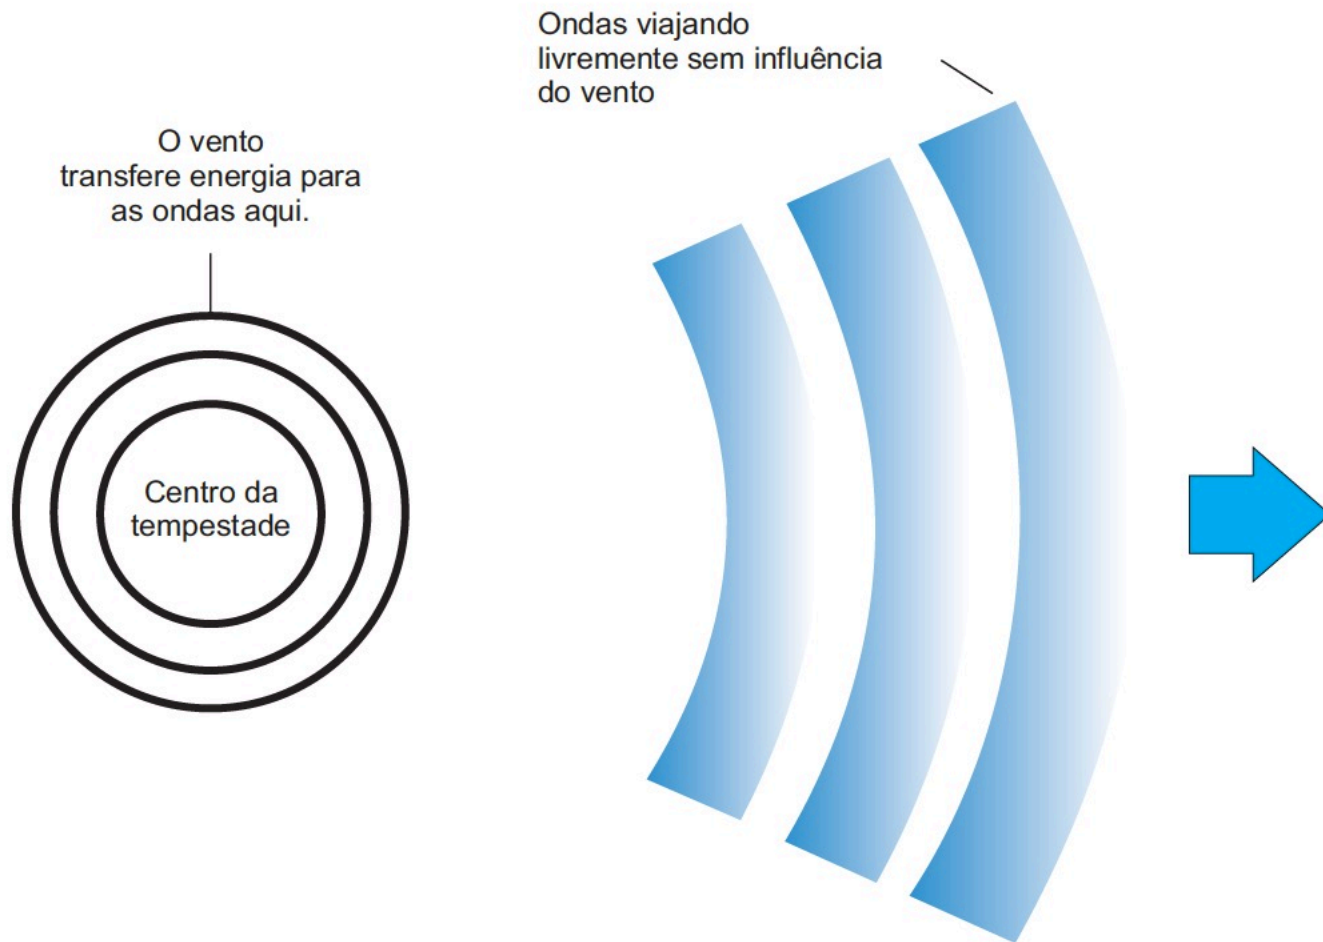 Ondas viajando
livremente sem influência
do vento
O vento
transfere energia para
as ondas aqui.
Centro da
tempestade